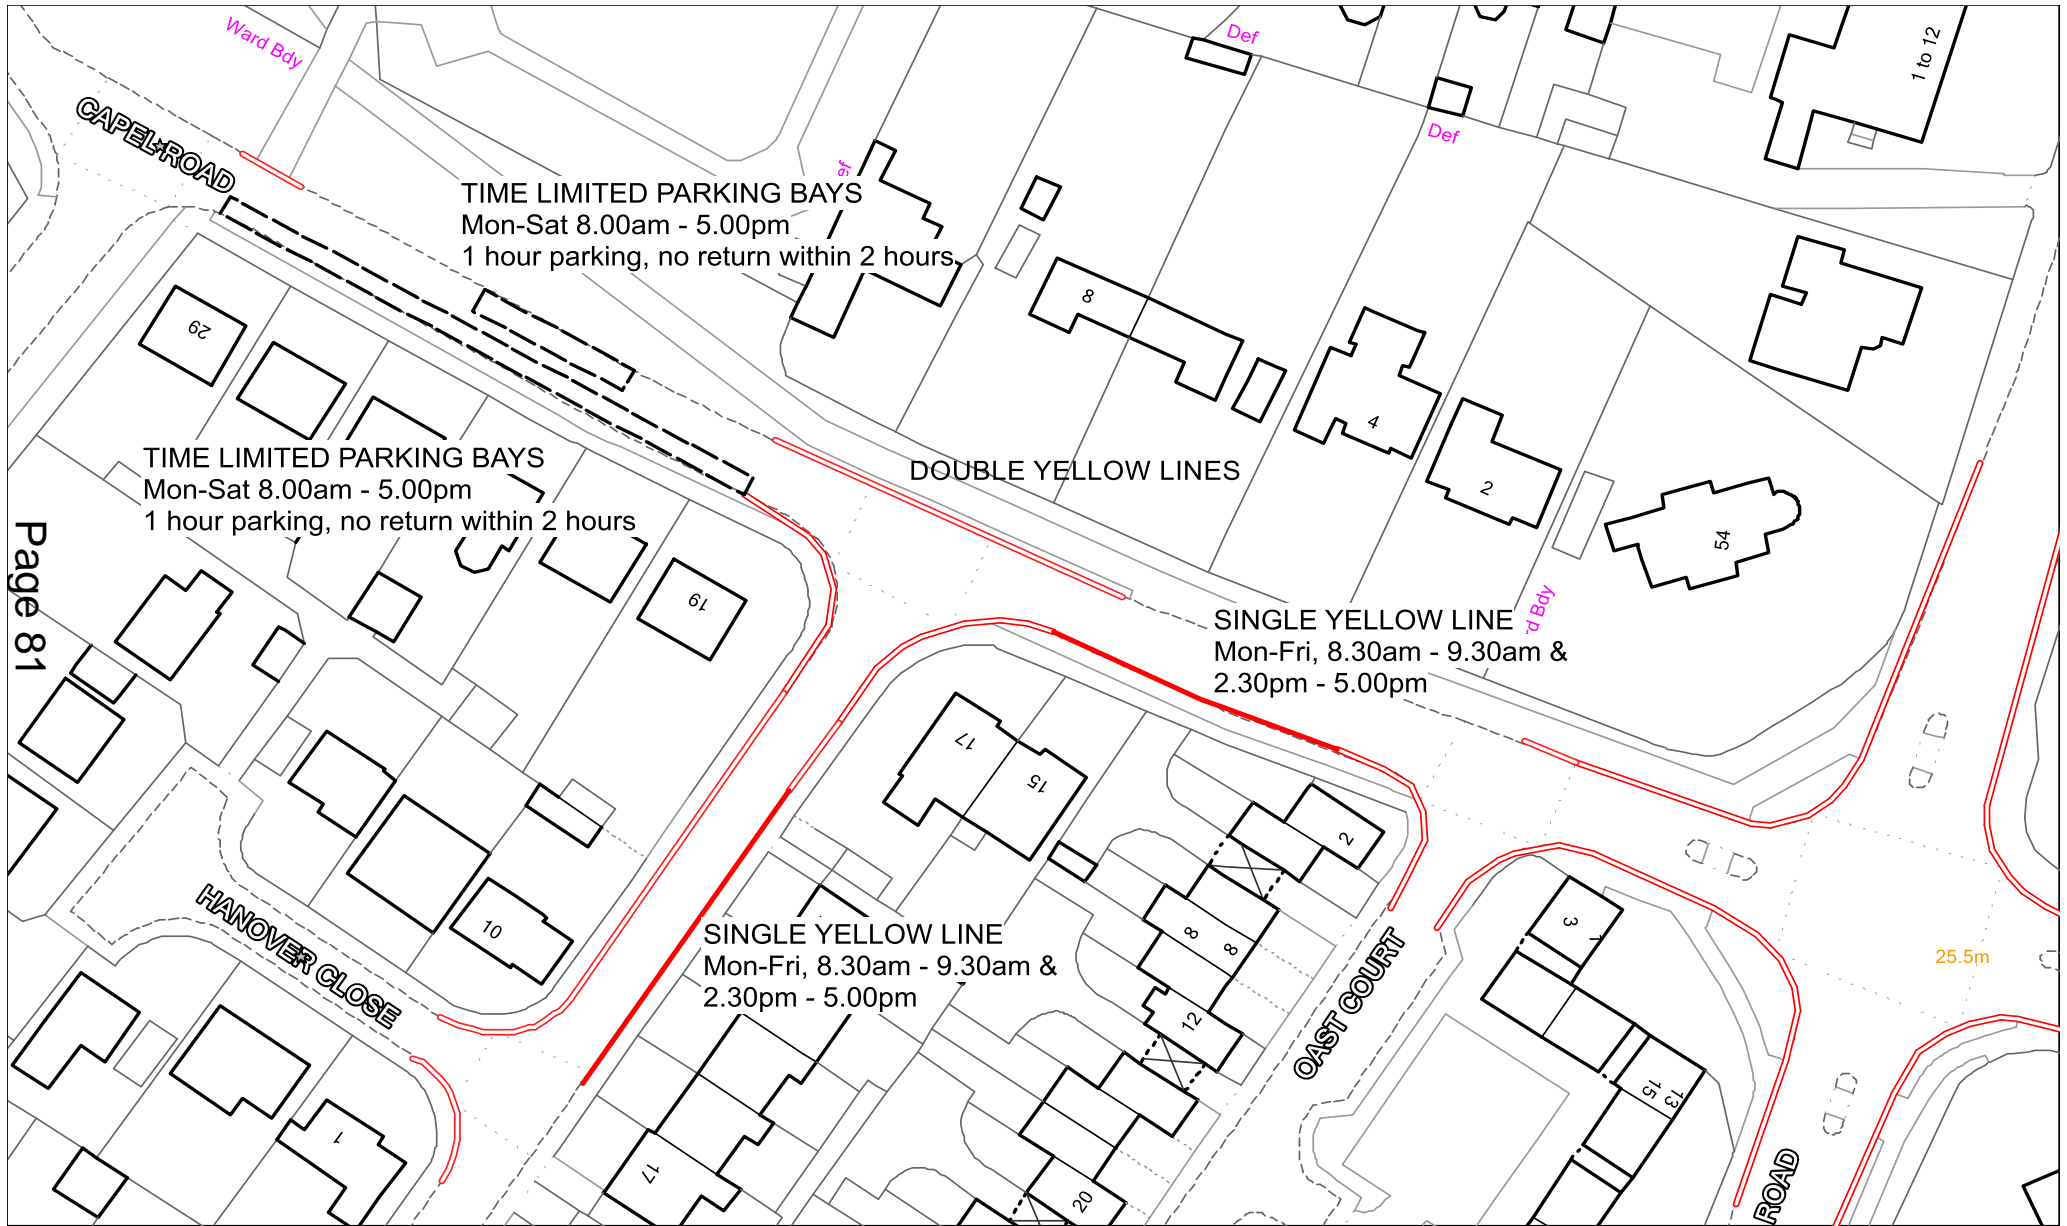 Ward Bdy
Def
1 to 12
CAPEL ROAD
Def
ef
TIME LIMITED PARKING BAYS
Mon-Sat 8.00am - 5.00pm
1 hour parking, no return within 2 hours
8
29
4
TIME LIMITED PARKING BAYS
Mon-Sat 8.00am - 5.00pm
1 hour parking, no return within 2 hours
DOUBLE YELLOW LINES
2
54
Page 81
19
SINGLE YELLOW LINE
Mon-Fri, 8.30am - 9.30am &
2.30pm - 5.00pm
rd Bdy
17
15
2
HANOVER CLOSE
10
SINGLE YELLOW LINE
Mon-Fri, 8.30am - 9.30am &
2.30pm - 5.00pm
8
8
3
25.5m
OAST COURT
12
15
13
1
17
20
ROAD